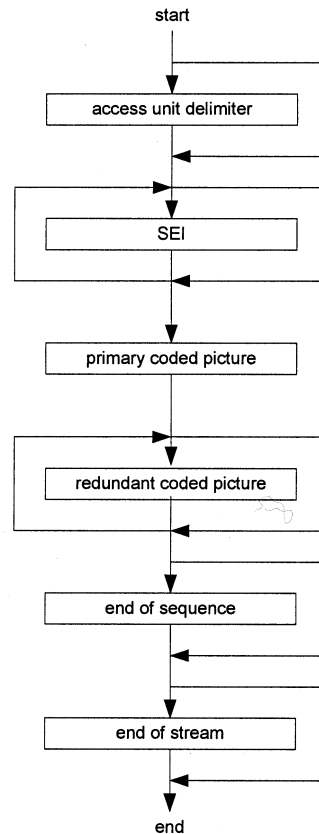 start
access unit delimiter
SEI
primary coded picture
redundant coded picture
end of sequence
end of stream
end